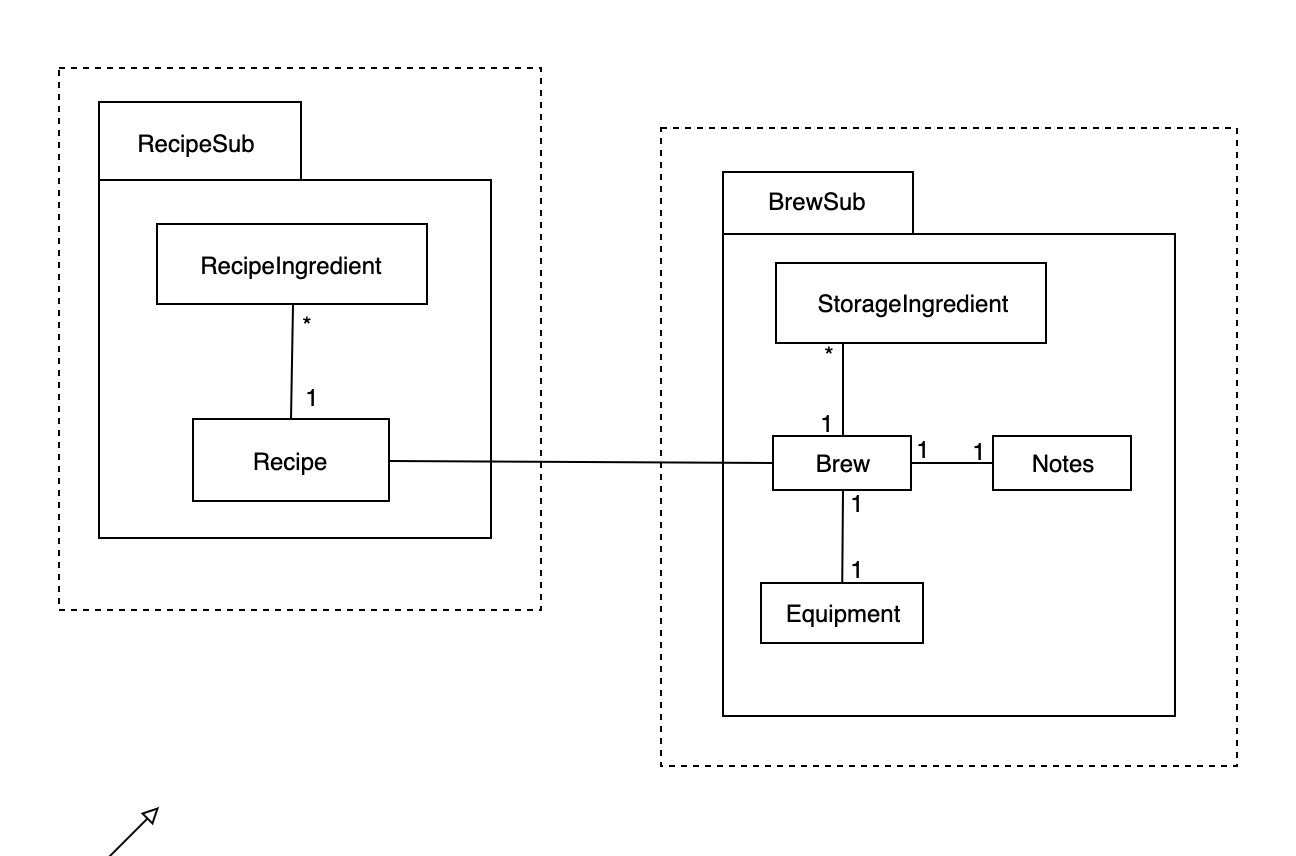 RecipeSub
RecipeIngredient
*
1
Recipe
BrewSub
StorageIngredient
*
1
Brew
1
1
Notes
1
1
Equipment